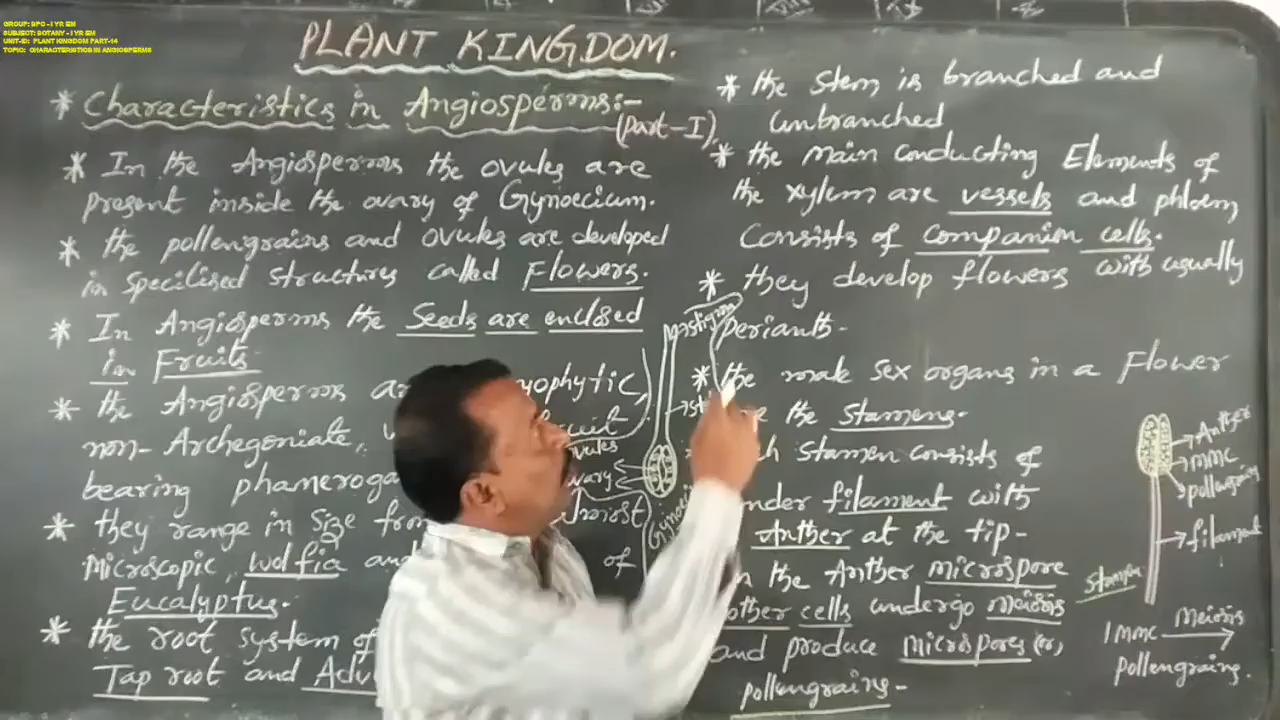 GROUP: BPC - I YR EM
SUBJECT: BOTANY - I YR EM
UNIT-III: PLANT KINGDOM PART-14
TOPIC: CHARACTERISTICS IN ANGIOSPERMS
PLANT KINGDOM.
* Characteristics in Angiosperms:-
(Part-I)
* In the Angiosperms the ovules are
present inside the ovary of Gynoecium.
* the pollengrains and ovules are developed
in specilised structures called Flowers.
* In Angiosperms the Seeds are enclosed
in Fruits.
* the Angiosperms
non-Archegoniate,
bearing
* they range in size
Microscopic, wolfia
Eucalyptus.
of
* the root system of
Tap root and
* the stem is branched and
unbranched
* the main conducting Elements of
the xylem are vessels and phloem
Consists of companion cells.
* they develop flowers with usually
perianth.
* the male sex organs in a Flower
the stamens.
stamen consists of
filament with
Anther at the tip.
the Anther microspore
cells undergo meiosis
and produce microspores (or)
pollengrains.
Anther
MMC
pollengrains
filament
stamen
1 MMC Meiosis
pollengrains.